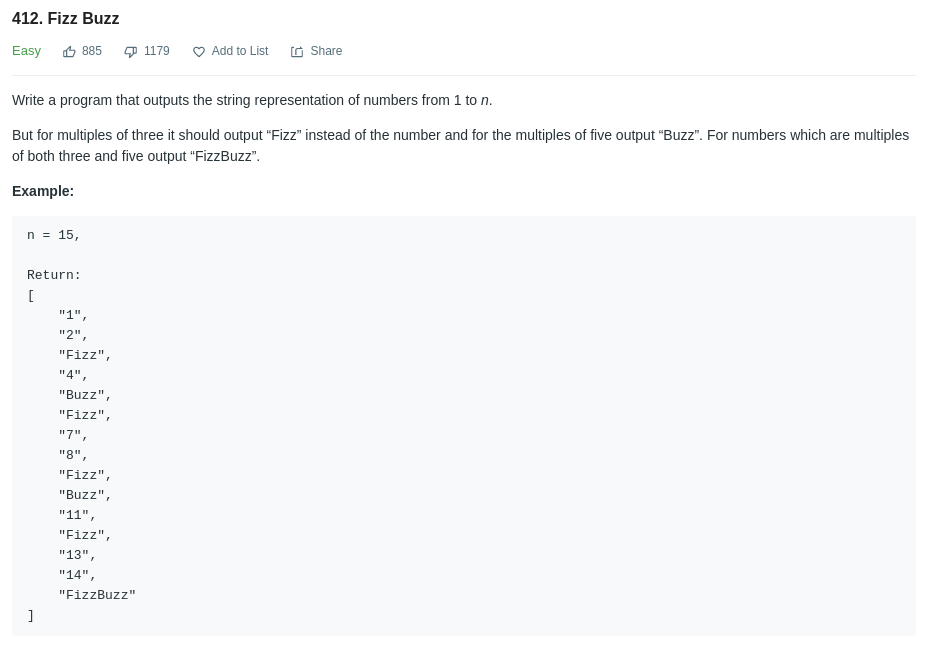 412. Fizz Buzz
Easy 885 1179 Add to List Share
Write a program that outputs the string representation of numbers from 1 to n.
But for multiples of three it should output “Fizz” instead of the number and for the multiples of five output “Buzz”. For numbers which are multiples
of both three and five output “FizzBuzz”.
Example:
n = 15,
Return:
[
    "1",
    "2",
    "Fizz",
    "4",
    "Buzz",
    "Fizz",
    "7",
    "8",
    "Fizz",
    "Buzz",
    "11",
    "Fizz",
    "13",
    "14",
    "FizzBuzz"
]